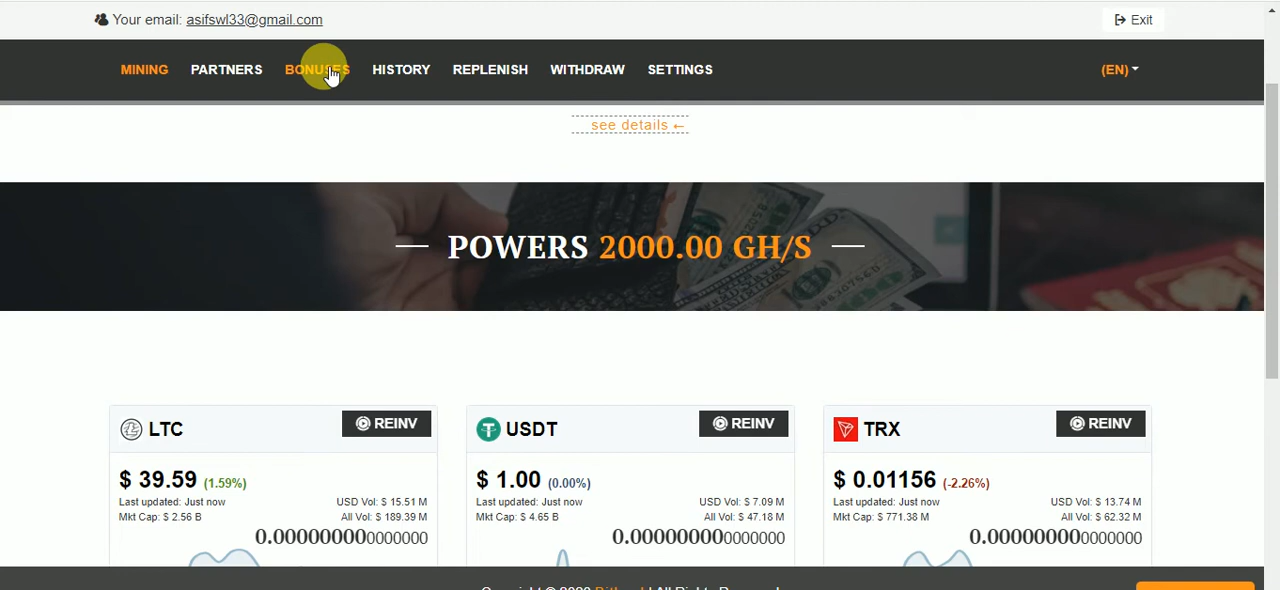 Your email: asifswl33@gmail.com
Exit
MINING PARTNERS BONUSES HISTORY REPLENISH WITHDRAW SETTINGS (EN)
see details ←
POWERS 2000.00 GH/S
LTC REINV
$ 39.59 (1.59%)
Last updated: Just now USD Vol: $ 15.51 M
Mkt Cap: $ 2.56 B All Vol: $ 189.39 M
0.000000000000000
USDT REINV
$ 1.00 (0.00%)
Last updated: Just now USD Vol: $ 7.09 M
Mkt Cap: $ 4.65 B All Vol: $ 47.18 M
0.000000000000000
TRX REINV
$ 0.01156 (-2.26%)
Last updated: Just now USD Vol: $ 13.74 M
Mkt Cap: $ 771.38 M All Vol: $ 62.32 M
0.000000000000000